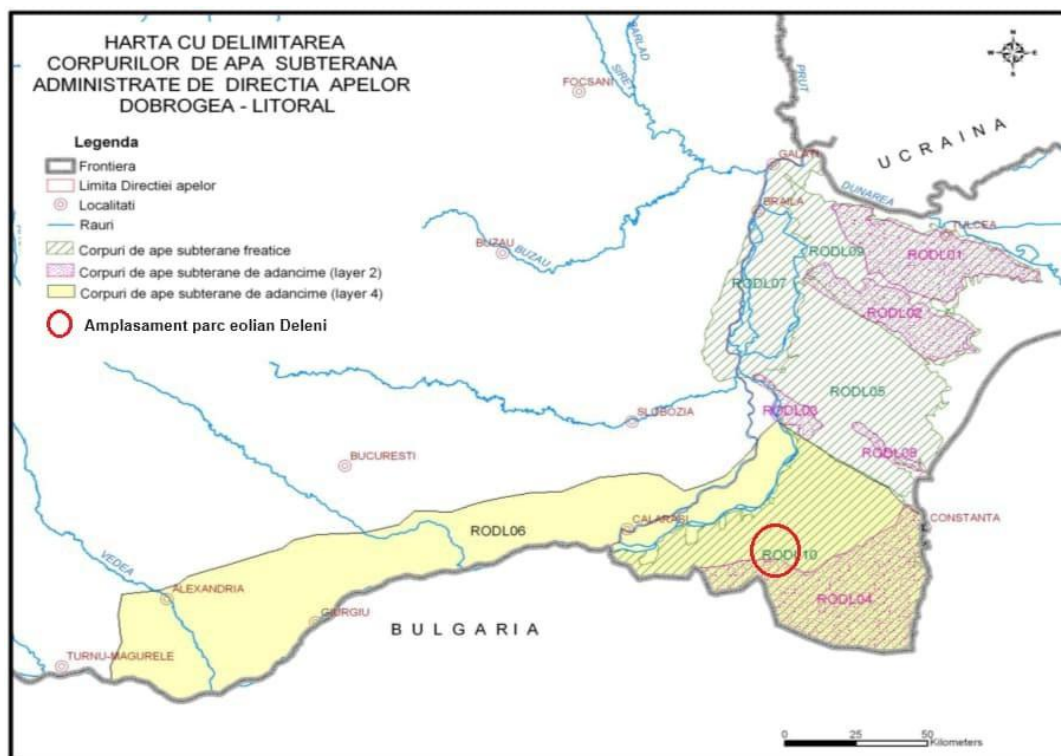 HARTA CU DELIMITAREA
CORPURILOR DE APA SUBTERANA
ADMINISTRATE DE DIRECTIA APELOR
DOBROGEA - LITORAL
Legenda
Frontiera
Limita Directiei apelor
Localitati
Rauri
Corpuri de ape subterane freatice
Corpuri de ape subterane de adancime (layer 2)
Corpuri de ape subterane de adancime (layer 4)
Amplasament parc eolian Deleni
N
FOCSANI
SIRET
BARLAD
PRUT
UCRAINA
GALATI
DUNAREA
BRAILA
TULCEA
BUZAU
BUZAU
RODL09
RODL01
RODL07
RODL02
RODL05
RODL03
SLOBOZIA
RODL08
BUCURESTI
CALARASI
CONSTANTA
RODL06
RODL10
VEDEA
ALEXANDRIA
RODL04
GIURGIU
BULGARIA
TURNU-MAGURELE
0 25 50
Kilometers